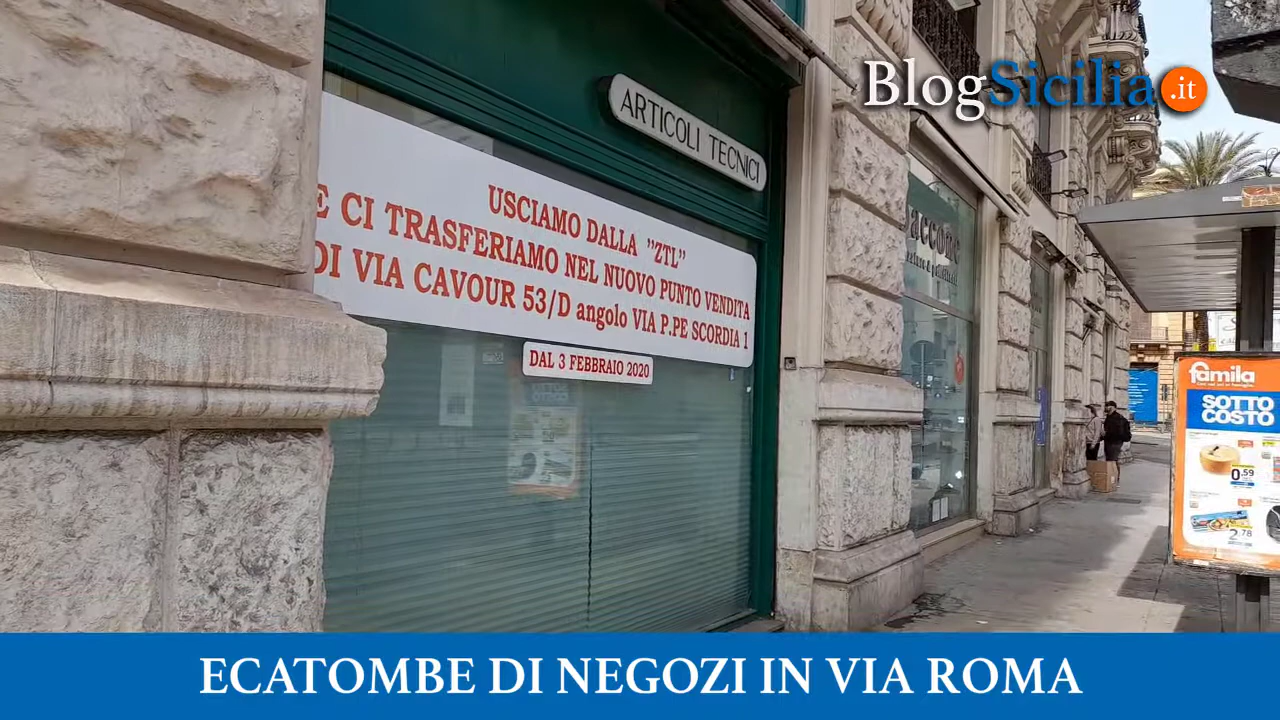 BlogSicilia.it
ARTICOLI TECNICI
USCIAMO DALLA "ZTL"
E CI TRASFERIAMO NEL NUOVO PUNTO VENDITA
DI VIA CAVOUR 53/D angolo VIA P.PE SCORDIA 1
DAL 3 FEBBRAIO 2020
famila
SOTTO
COSTO
0.59
2.78
ECATOMBE DI NEGOZI IN VIA ROMA